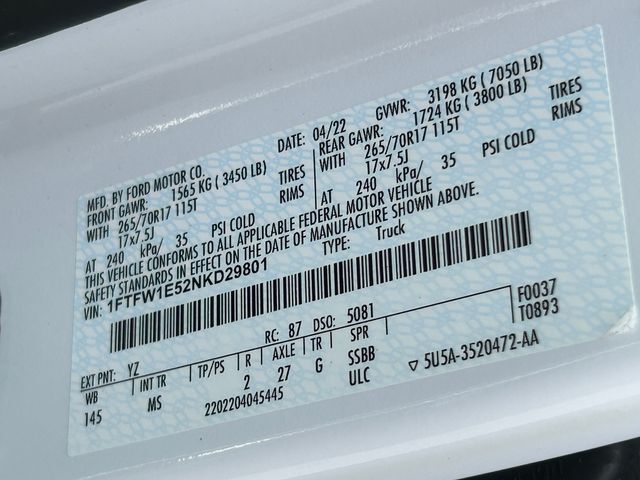 MFD. BY FORD MOTOR CO.
DATE: 04/22 GVWR: 3198 KG ( 7050 LB)
FRONT GAWR: 1565 KG ( 3450 LB)
REAR GAWR: 1724 KG ( 3800 LB)
WITH 265/70R17 115T TIRES
WITH 265/70R17 115T TIRES
17x7.5J RIMS
17x7.5J RIMS
AT 240 kPa/ 35 PSI COLD
AT 240 kPa/ 35 PSI COLD
THIS VEHICLE CONFORMS TO ALL APPLICABLE FEDERAL MOTOR VEHICLE
SAFETY STANDARDS IN EFFECT ON THE DATE OF MANUFACTURE SHOWN ABOVE.
VIN: 1FTFW1E52NKD29801
TYPE: Truck
F0037
T0893
EXT PNT: YZ RC: 87 DSO: 5081
WB INT TR TP/PS R AXLE TR SPR
145 MS 2 27 G SSBB
2202204045445 ULC
▽ 5U5A-3520472-AA